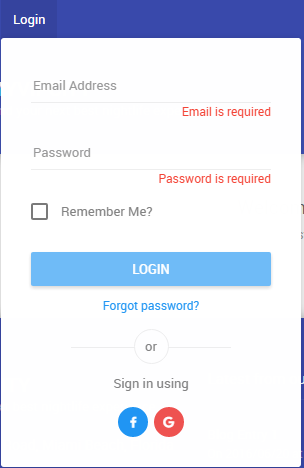 Login
Email Address
Email is required
Password
Password is required
Remember Me?
LOGIN
Forgot password?
or
Sign in using
f G